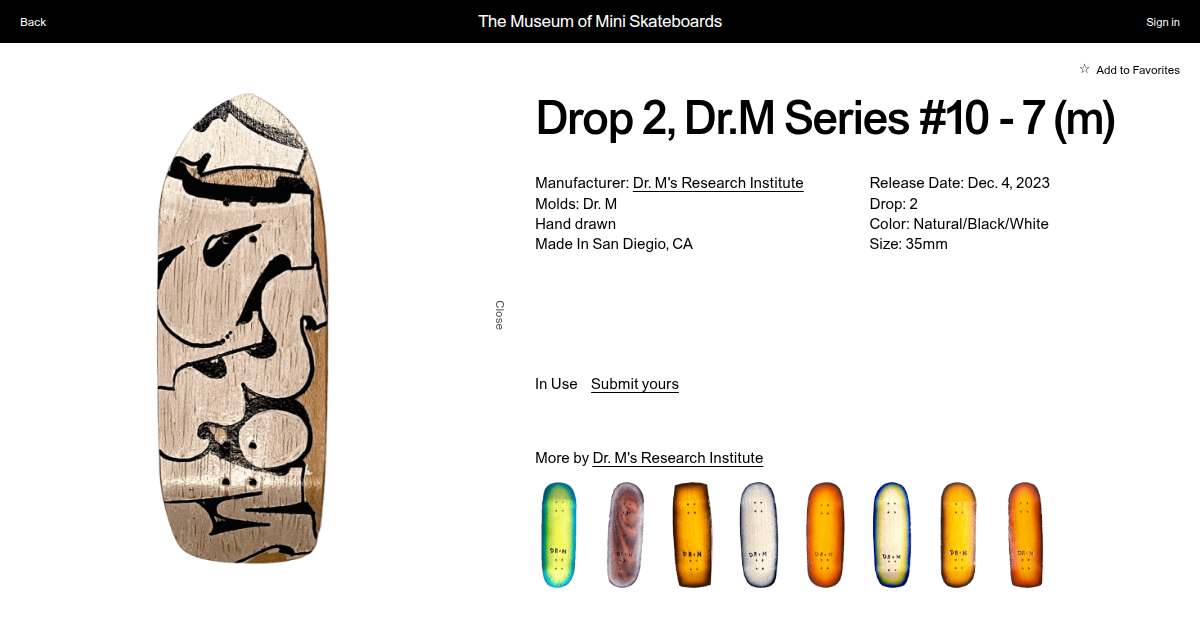 Back
The Museum of Mini Skateboards
Sign in
☆ Add to Favorites
Drop 2, Dr.M Series #10 - 7 (m)
Manufacturer: Dr. M's Research Institute
Molds: Dr. M
Hand drawn
Made In San Diegio, CA
Release Date: Dec. 4, 2023
Drop: 2
Color: Natural/Black/White
Size: 35mm
Close
In Use Submit yours
More by Dr. M's Research Institute